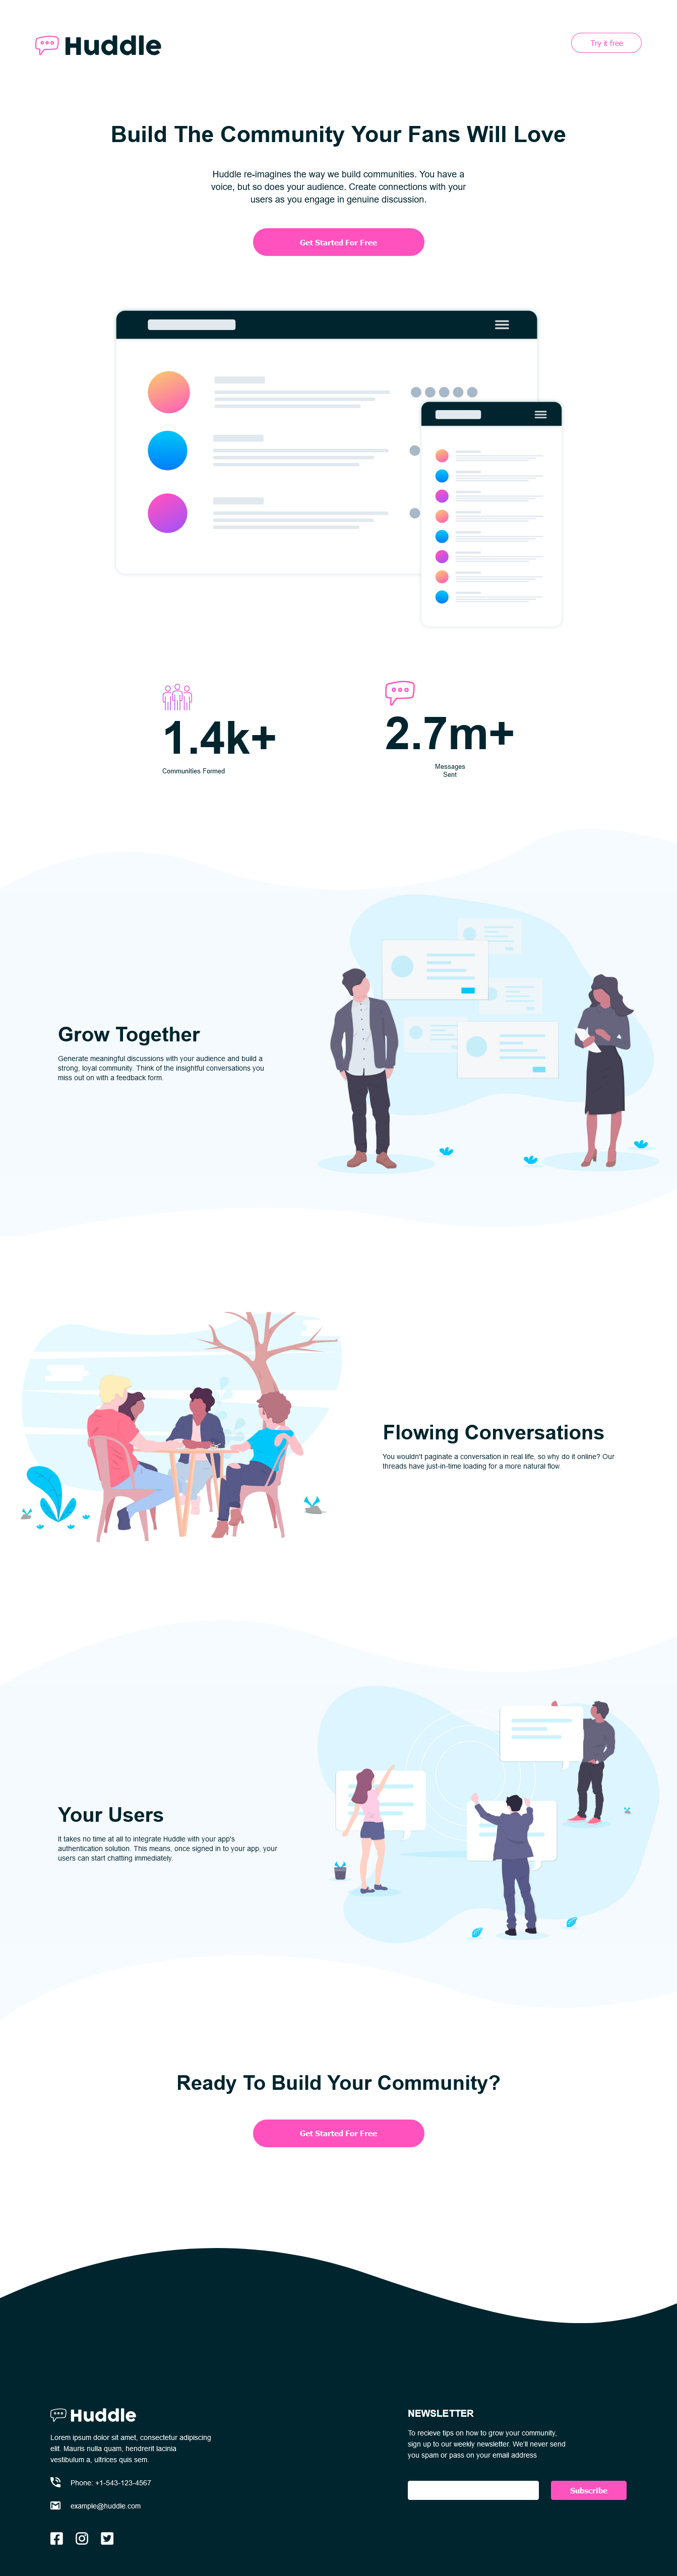 Huddle
Try it free
Build The Community Your Fans Will Love
Huddle re-imagines the way we build communities. You have a
voice, but so does your audience. Create connections with your
users as you engage in genuine discussion.
Get Started For Free
1.4k+
Communities Formed
2.7m+
Messages
Sent
Grow Together
Generate meaningful discussions with your audience and build a
strong, loyal community. Think of the insightful conversations you
miss out on with a feedback form.
Flowing Conversations
You wouldn't paginate a conversation in real life, so why do it online? Our
threads have just-in-time loading for a more natural flow.
Your Users
It takes no time at all to integrate Huddle with your app's
authentication solution. This means, once signed in to your app, your
users can start chatting immediately.
Ready To Build Your Community?
Get Started For Free
Huddle
Lorem ipsum dolor sit amet, consectetur adipiscing
elit. Mauris nulla quam, hendrerit lacinia
vestibulum a, ultrices quis sem.
Phone: +1-543-123-4567
example@huddle.com
NEWSLETTER
To recieve tips on how to grow your community,
sign up to our weekly newsletter. We'll never send
you spam or pass on your email address
Subscribe